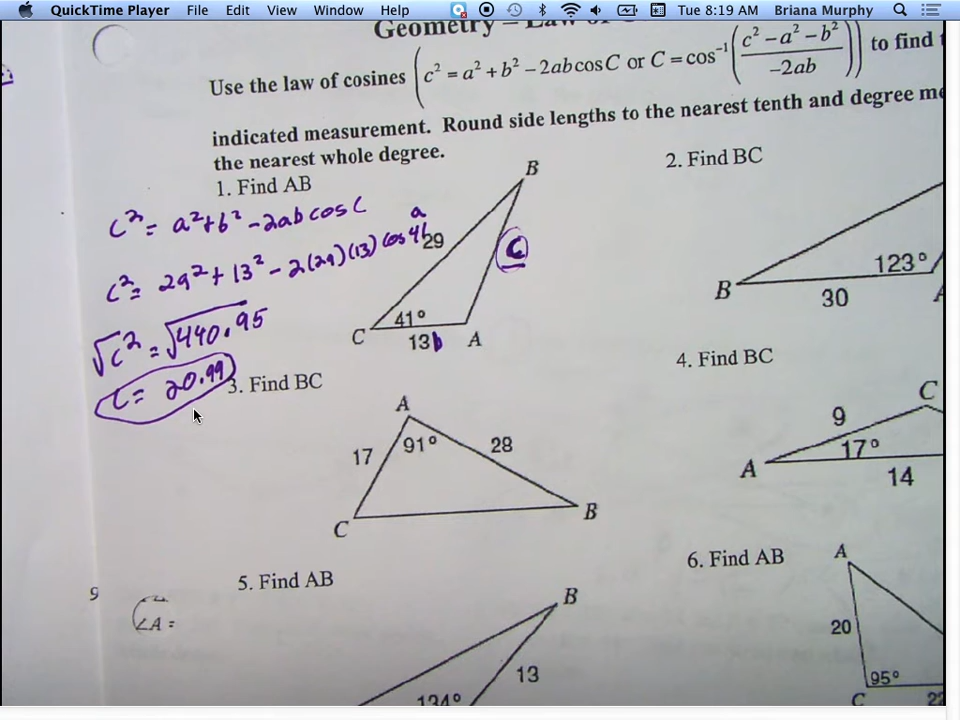 QuickTime Player File Edit View Window Help Tue 8:19 AM Briana Murphy
Geometry – Law of
Use the law of cosines (c² = a² + b² − 2ab cos C or C = cos⁻¹((c² − a² − b²)/(−2ab))) to find
indicated measurement. Round side lengths to the nearest tenth and degree me
the nearest whole degree.
1. Find AB
B
c² = a² + b² − 2ab cos C
a
29
c
c² = 29² + 13² − 2(29)(13) cos 41
41°
C
13 b
A
√c² = √440.95
c = 20.99
2. Find BC
123°
B
30
A
3. Find BC
A
17
91°
28
C
B
4. Find BC
C
9
17°
A
14
5. Find AB
B
13
134°
9
∠A =
6. Find AB
A
20
95°
C
22